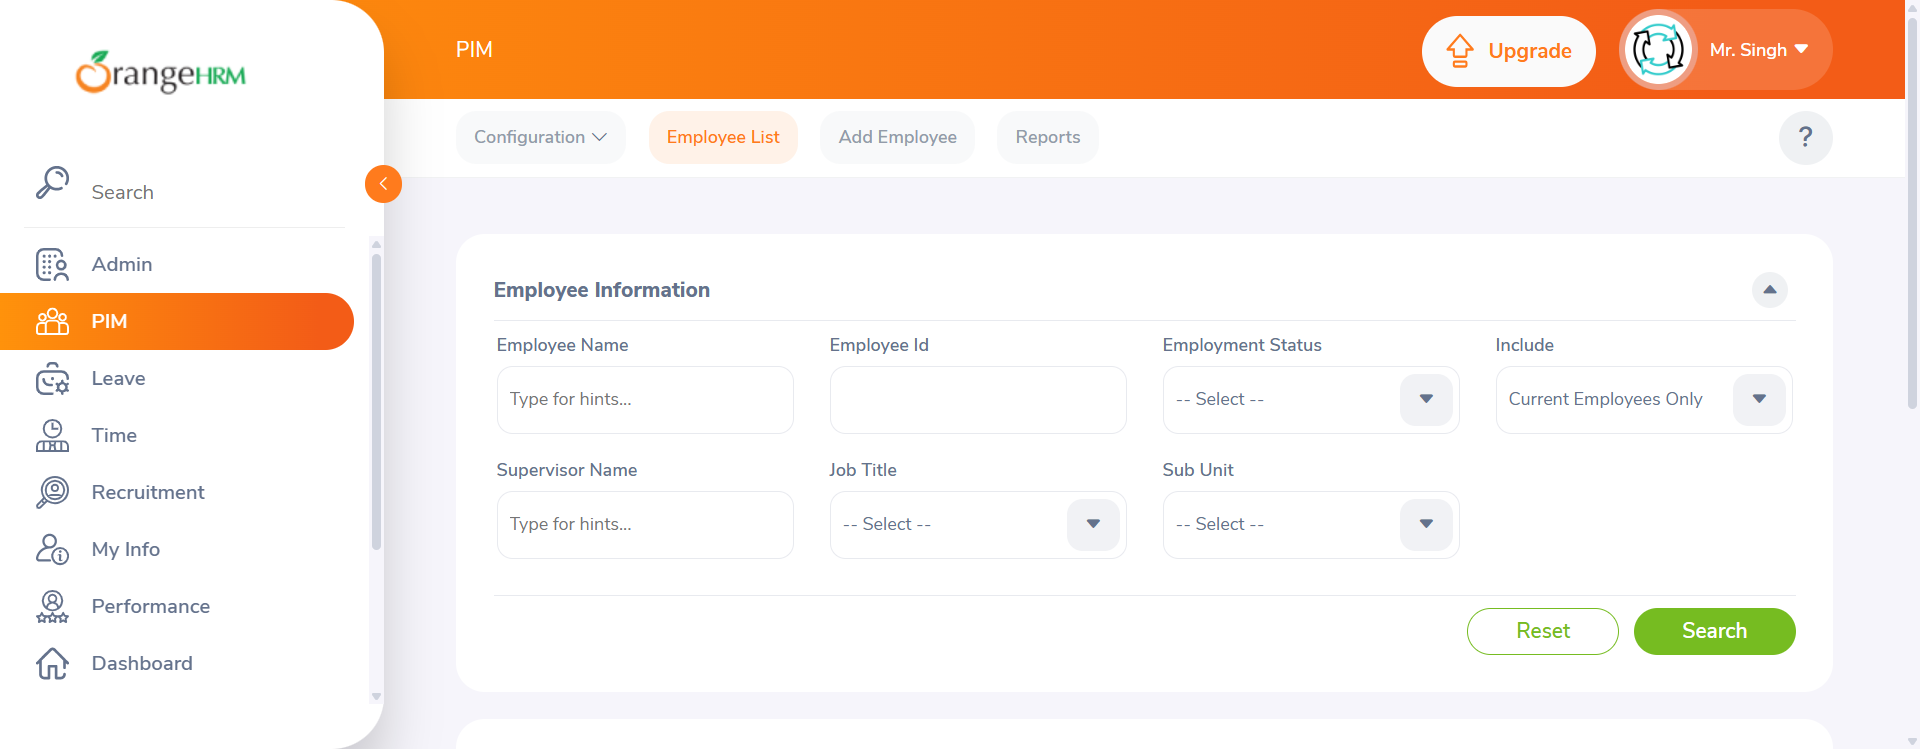 OrangeHRM
PIM
Upgrade
Mr. Singh
Configuration
Employee List
Add Employee
Reports
?
Search
Admin
PIM
Leave
Time
Recruitment
My Info
Performance
Dashboard
Employee Information
Employee Name
Employee Id
Employment Status
Include
Type for hints...
-- Select --
Current Employees Only
Supervisor Name
Job Title
Sub Unit
Type for hints...
-- Select --
-- Select --
Reset
Search